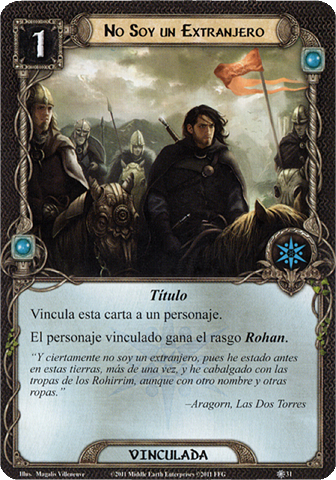 1
No Soy un Extranjero
Título
Vincula esta carta a un personaje.
El personaje vinculado gana el rasgo Rohan.
“Y ciertamente no soy un extranjero, pues he estado antes
en estas tierras, más de una vez, y he cabalgado con las
tropas de los Rohirrim, aunque con otro nombre y otras
ropas.”
–Aragorn, Las Dos Torres
Illus. Magalie Villeneuve ©2011 Middle Earth Enterprises ©2011 FFG 31
VINCULADA